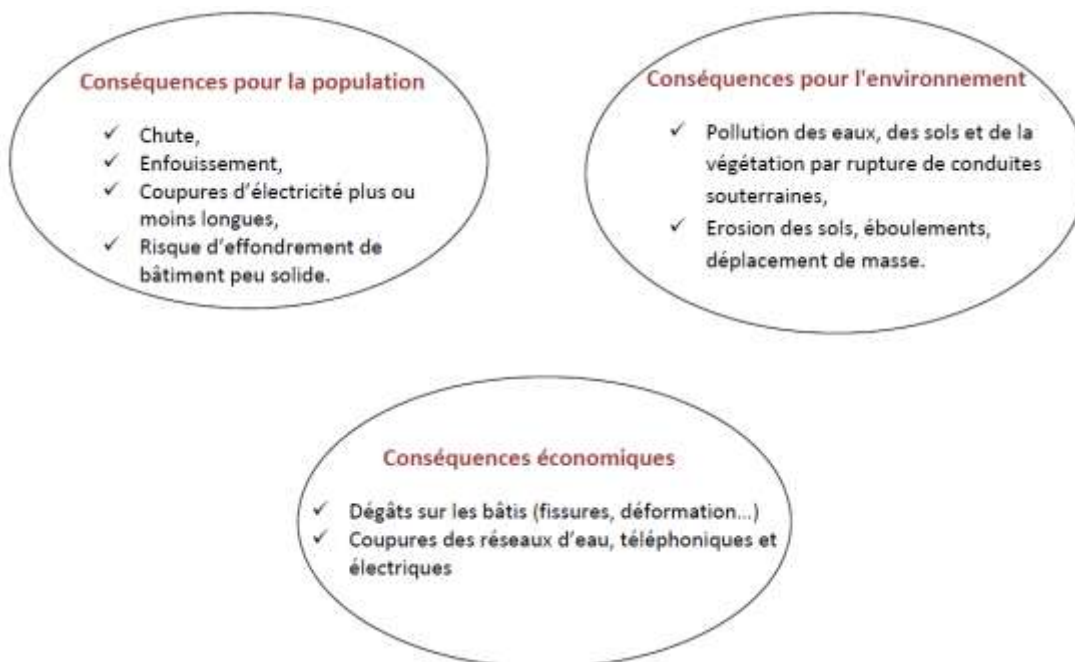 Conséquences pour la population
✓ Chute,
✓ Enfouissement,
✓ Coupures d'électricité plus ou
moins longues,
✓ Risque d'effondrement de
bâtiment peu solide.
Conséquences pour l'environnement
✓ Pollution des eaux, des sols et de la
végétation par rupture de conduites
souterraines,
✓ Erosion des sols, éboulements,
déplacement de masse.
Conséquences économiques
✓ Dégâts sur les bâtis (fissures, déformation...)
✓ Coupures des réseaux d'eau, téléphoniques et
électriques